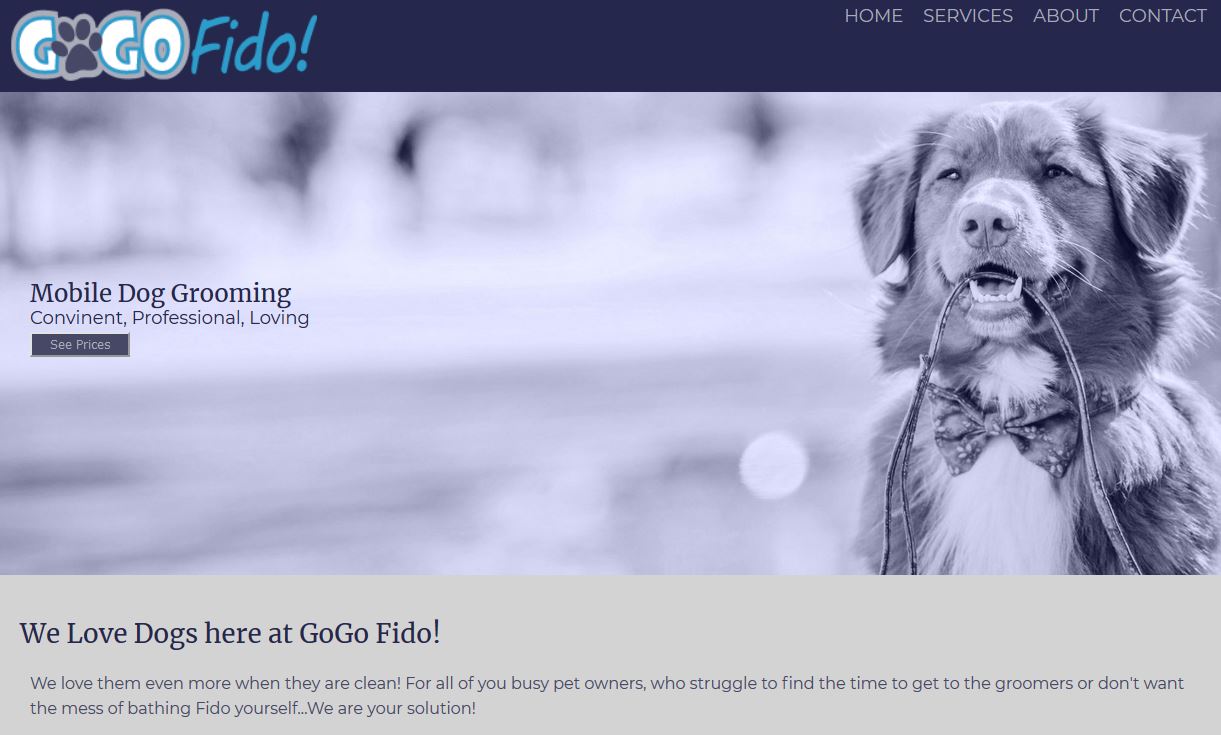 GOGO Fido!
HOME SERVICES ABOUT CONTACT
Mobile Dog Grooming
Convinent, Professional, Loving
See Prices
We Love Dogs here at GoGo Fido!
We love them even more when they are clean! For all of you busy pet owners, who struggle to find the time to get to the groomers or don't want
the mess of bathing Fido yourself...We are your solution!